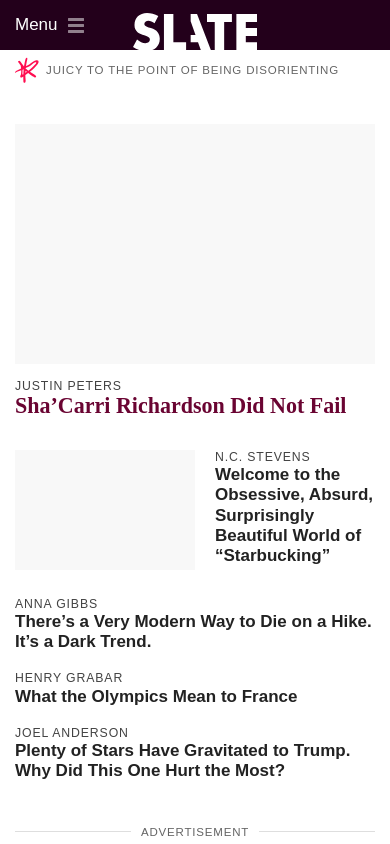 Menu
SLATE
JUICY TO THE POINT OF BEING DISORIENTING
JUSTIN PETERS
Sha’Carri Richardson Did Not Fail
N.C. STEVENS
Welcome to the
Obsessive, Absurd,
Surprisingly
Beautiful World of
“Starbucking”
ANNA GIBBS
There’s a Very Modern Way to Die on a Hike.
It’s a Dark Trend.
HENRY GRABAR
What the Olympics Mean to France
JOEL ANDERSON
Plenty of Stars Have Gravitated to Trump.
Why Did This One Hurt the Most?
ADVERTISEMENT